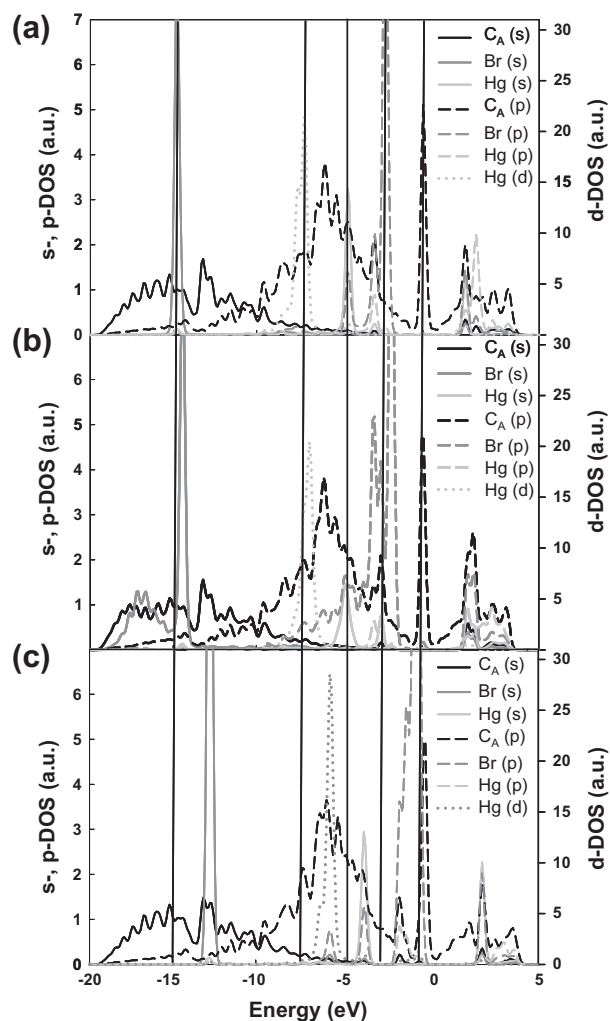 (a)
7
6
5
4
3
2
1
0
s-, p-DOS (a.u.)
C_A (s)
Br (s)
Hg (s)
C_A (p)
Br (p)
Hg (p)
Hg (d)
30
25
20
15
10
5
0
d-DOS (a.u.)
(b)
6
5
4
3
2
1
s-, p-DOS (a.u.)
C_A (s)
Br (s)
Hg (s)
C_A (p)
Br (p)
Hg (p)
Hg (d)
30
25
20
15
10
5
0
d-DOS (a.u.)
(c)
6
5
4
3
2
1
0
s-, p-DOS (a.u.)
C_A (s)
Br (s)
Hg (s)
C_A (p)
Br (p)
Hg (p)
Hg (d)
30
25
20
15
10
5
0
d-DOS (a.u.)
-20 -15 -10 -5 0 5
Energy (eV)